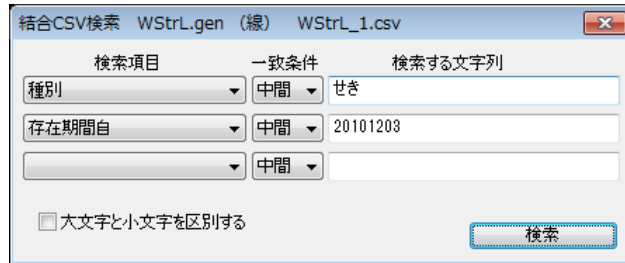 結合CSV検索 WStrL.gen （線） WStrL_1.csv
検索項目 一致条件 検索する文字列
種別 中間 せき
存在期間自 中間 20101203
中間
大文字と小文字を区別する
検索